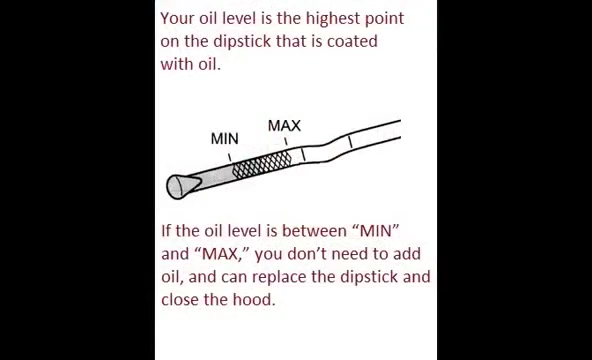 Your oil level is the highest point
on the dipstick that is coated
with oil.
MAX
MIN
If the oil level is between “MIN”
and “MAX,” you don’t need to add
oil, and can replace the dipstick and
close the hood.